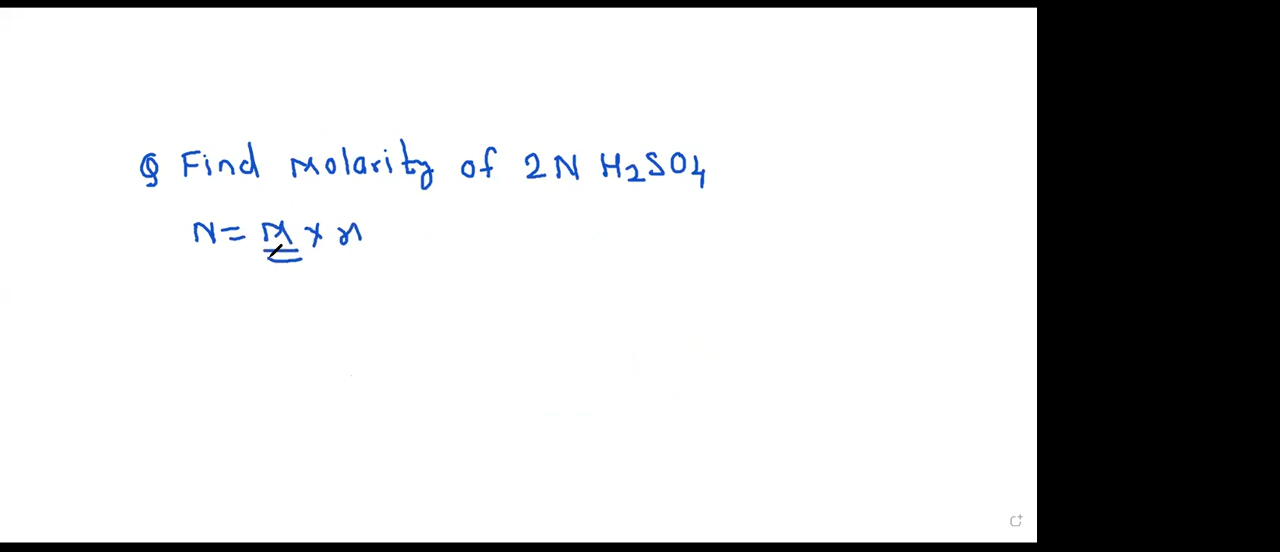 Q Find Molarity of 2N H2SO4
N = M × n